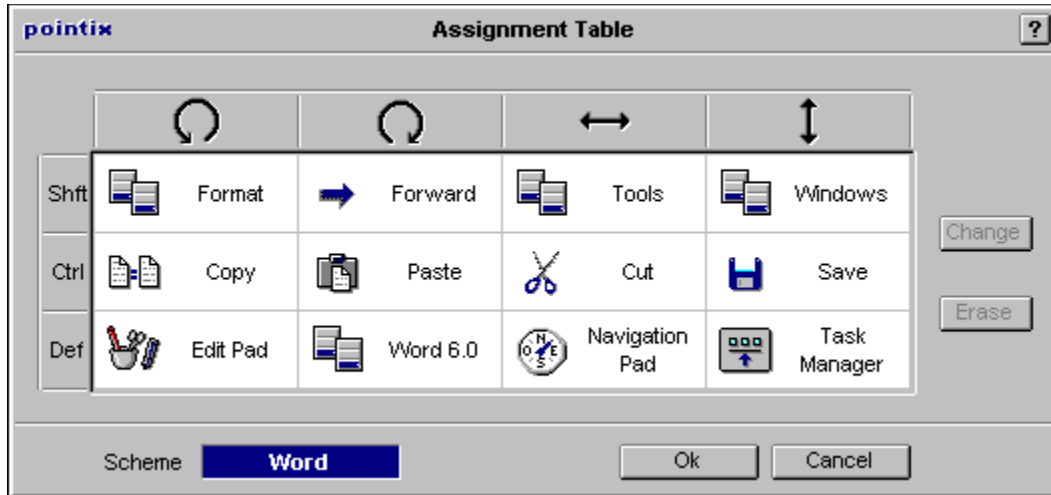 pointix Assignment Table ?
Shft Format Forward Tools Windows
Change
Ctrl Copy Paste Cut Save
Erase
Def Edit Pad Word 6.0 Navigation Pad Task Manager
Scheme Word Ok Cancel